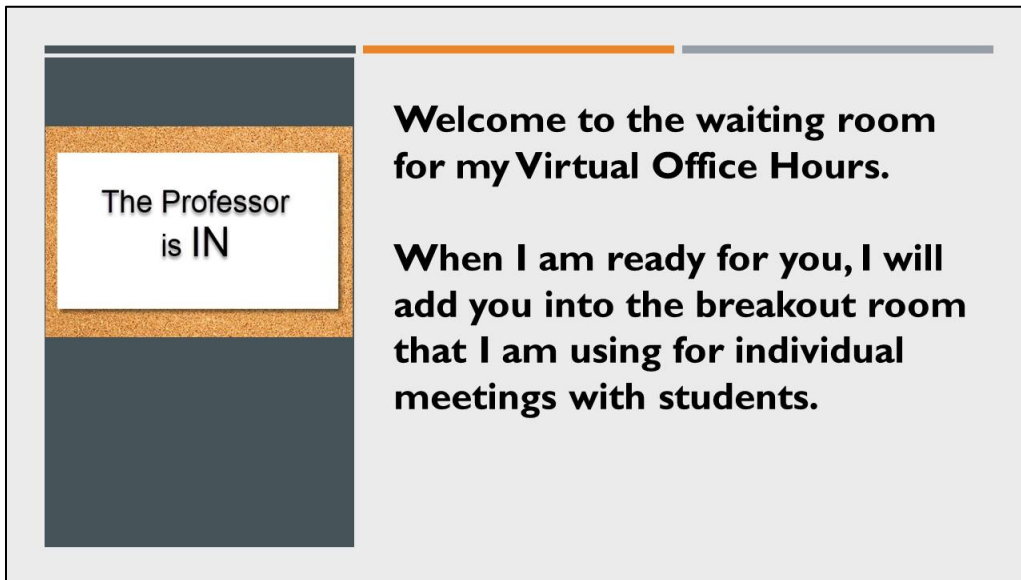 The Professor
is IN
Welcome to the waiting room
for my Virtual Office Hours.
When I am ready for you, I will
add you into the breakout room
that I am using for individual
meetings with students.